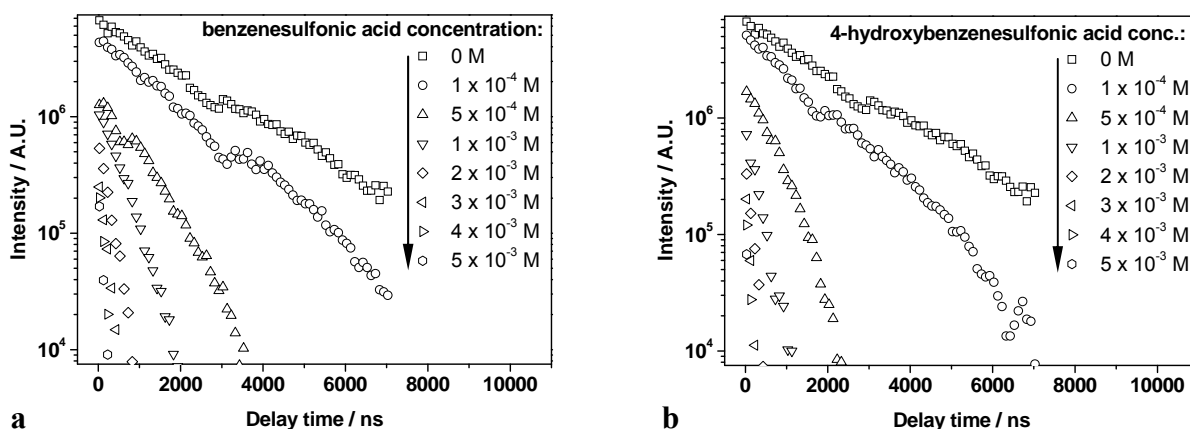 benzenesulfonic acid concentration:
0 M
1 x 10⁻⁴ M
5 x 10⁻⁴ M
1 x 10⁻³ M
2 x 10⁻³ M
3 x 10⁻³ M
4 x 10⁻³ M
5 x 10⁻³ M
Intensity / A.U.
10⁶
10⁵
10⁴
0 2000 4000 6000 8000 10000
Delay time / ns
a
4-hydroxybenzenesulfonic acid conc.:
0 M
1 x 10⁻⁴ M
5 x 10⁻⁴ M
1 x 10⁻³ M
2 x 10⁻³ M
3 x 10⁻³ M
4 x 10⁻³ M
5 x 10⁻³ M
Intensity / A.U.
10⁶
10⁵
10⁴
0 2000 4000 6000 8000 10000
Delay time / ns
b